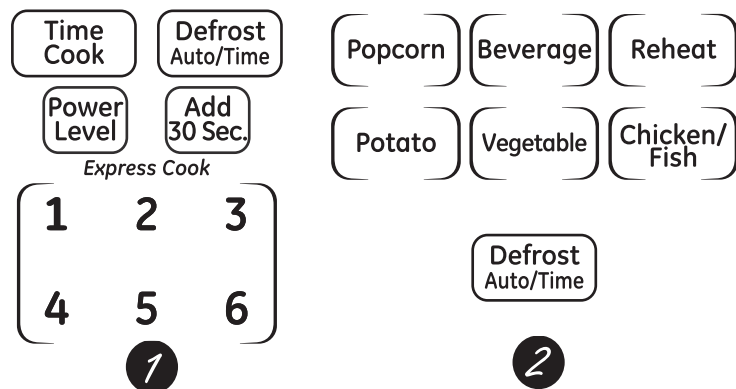 Time
Cook
Defrost
Auto/Time
Power
Level
Add
30 Sec.
Express Cook
1 2 3
4 5 6
1
Popcorn
Beverage
Reheat
Potato
Vegetable
Chicken/
Fish
Defrost
Auto/Time
2